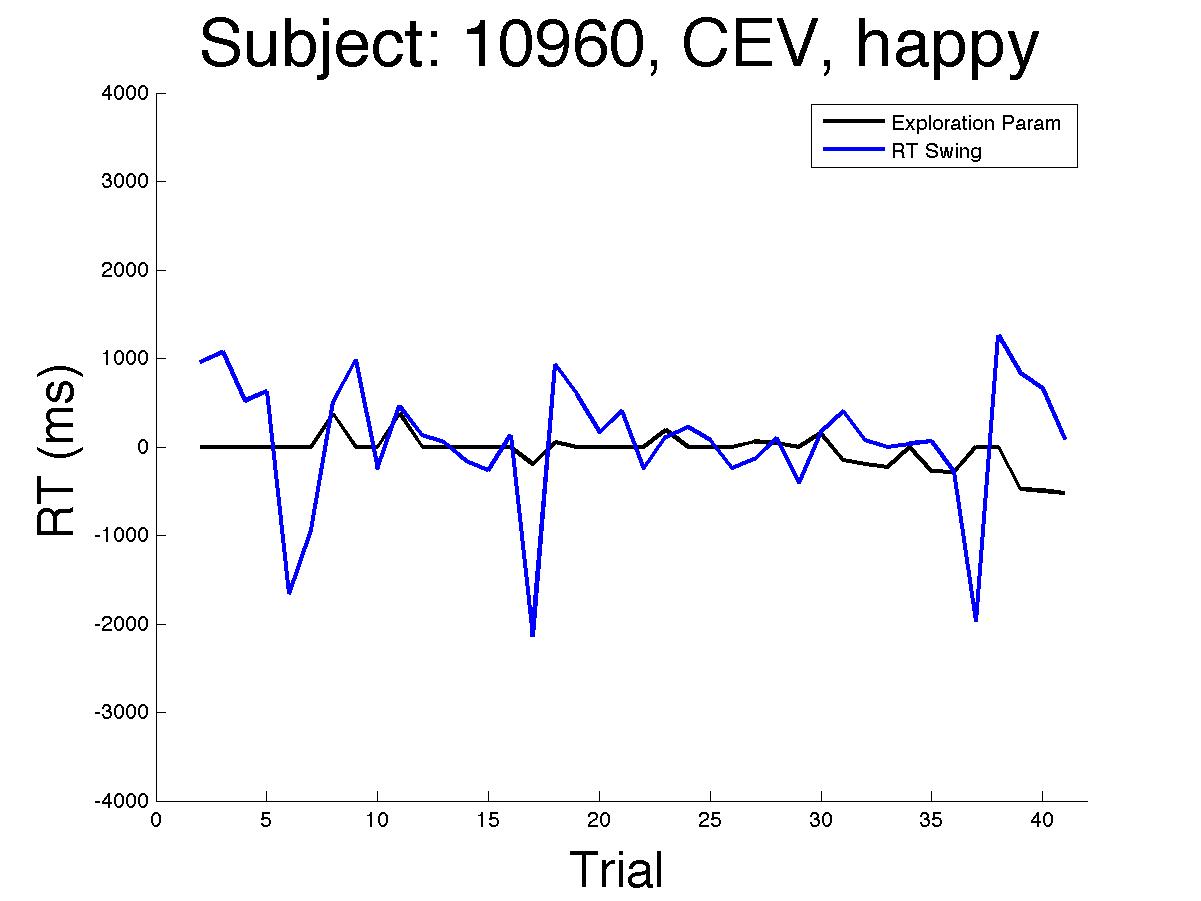 Subject: 10960, CEV, happy
4000
3000
2000
1000
0
-1000
-2000
-3000
-4000
RT (ms)
Exploration Param
RT Swing
0 5 10 15 20 25 30 35 40
Trial